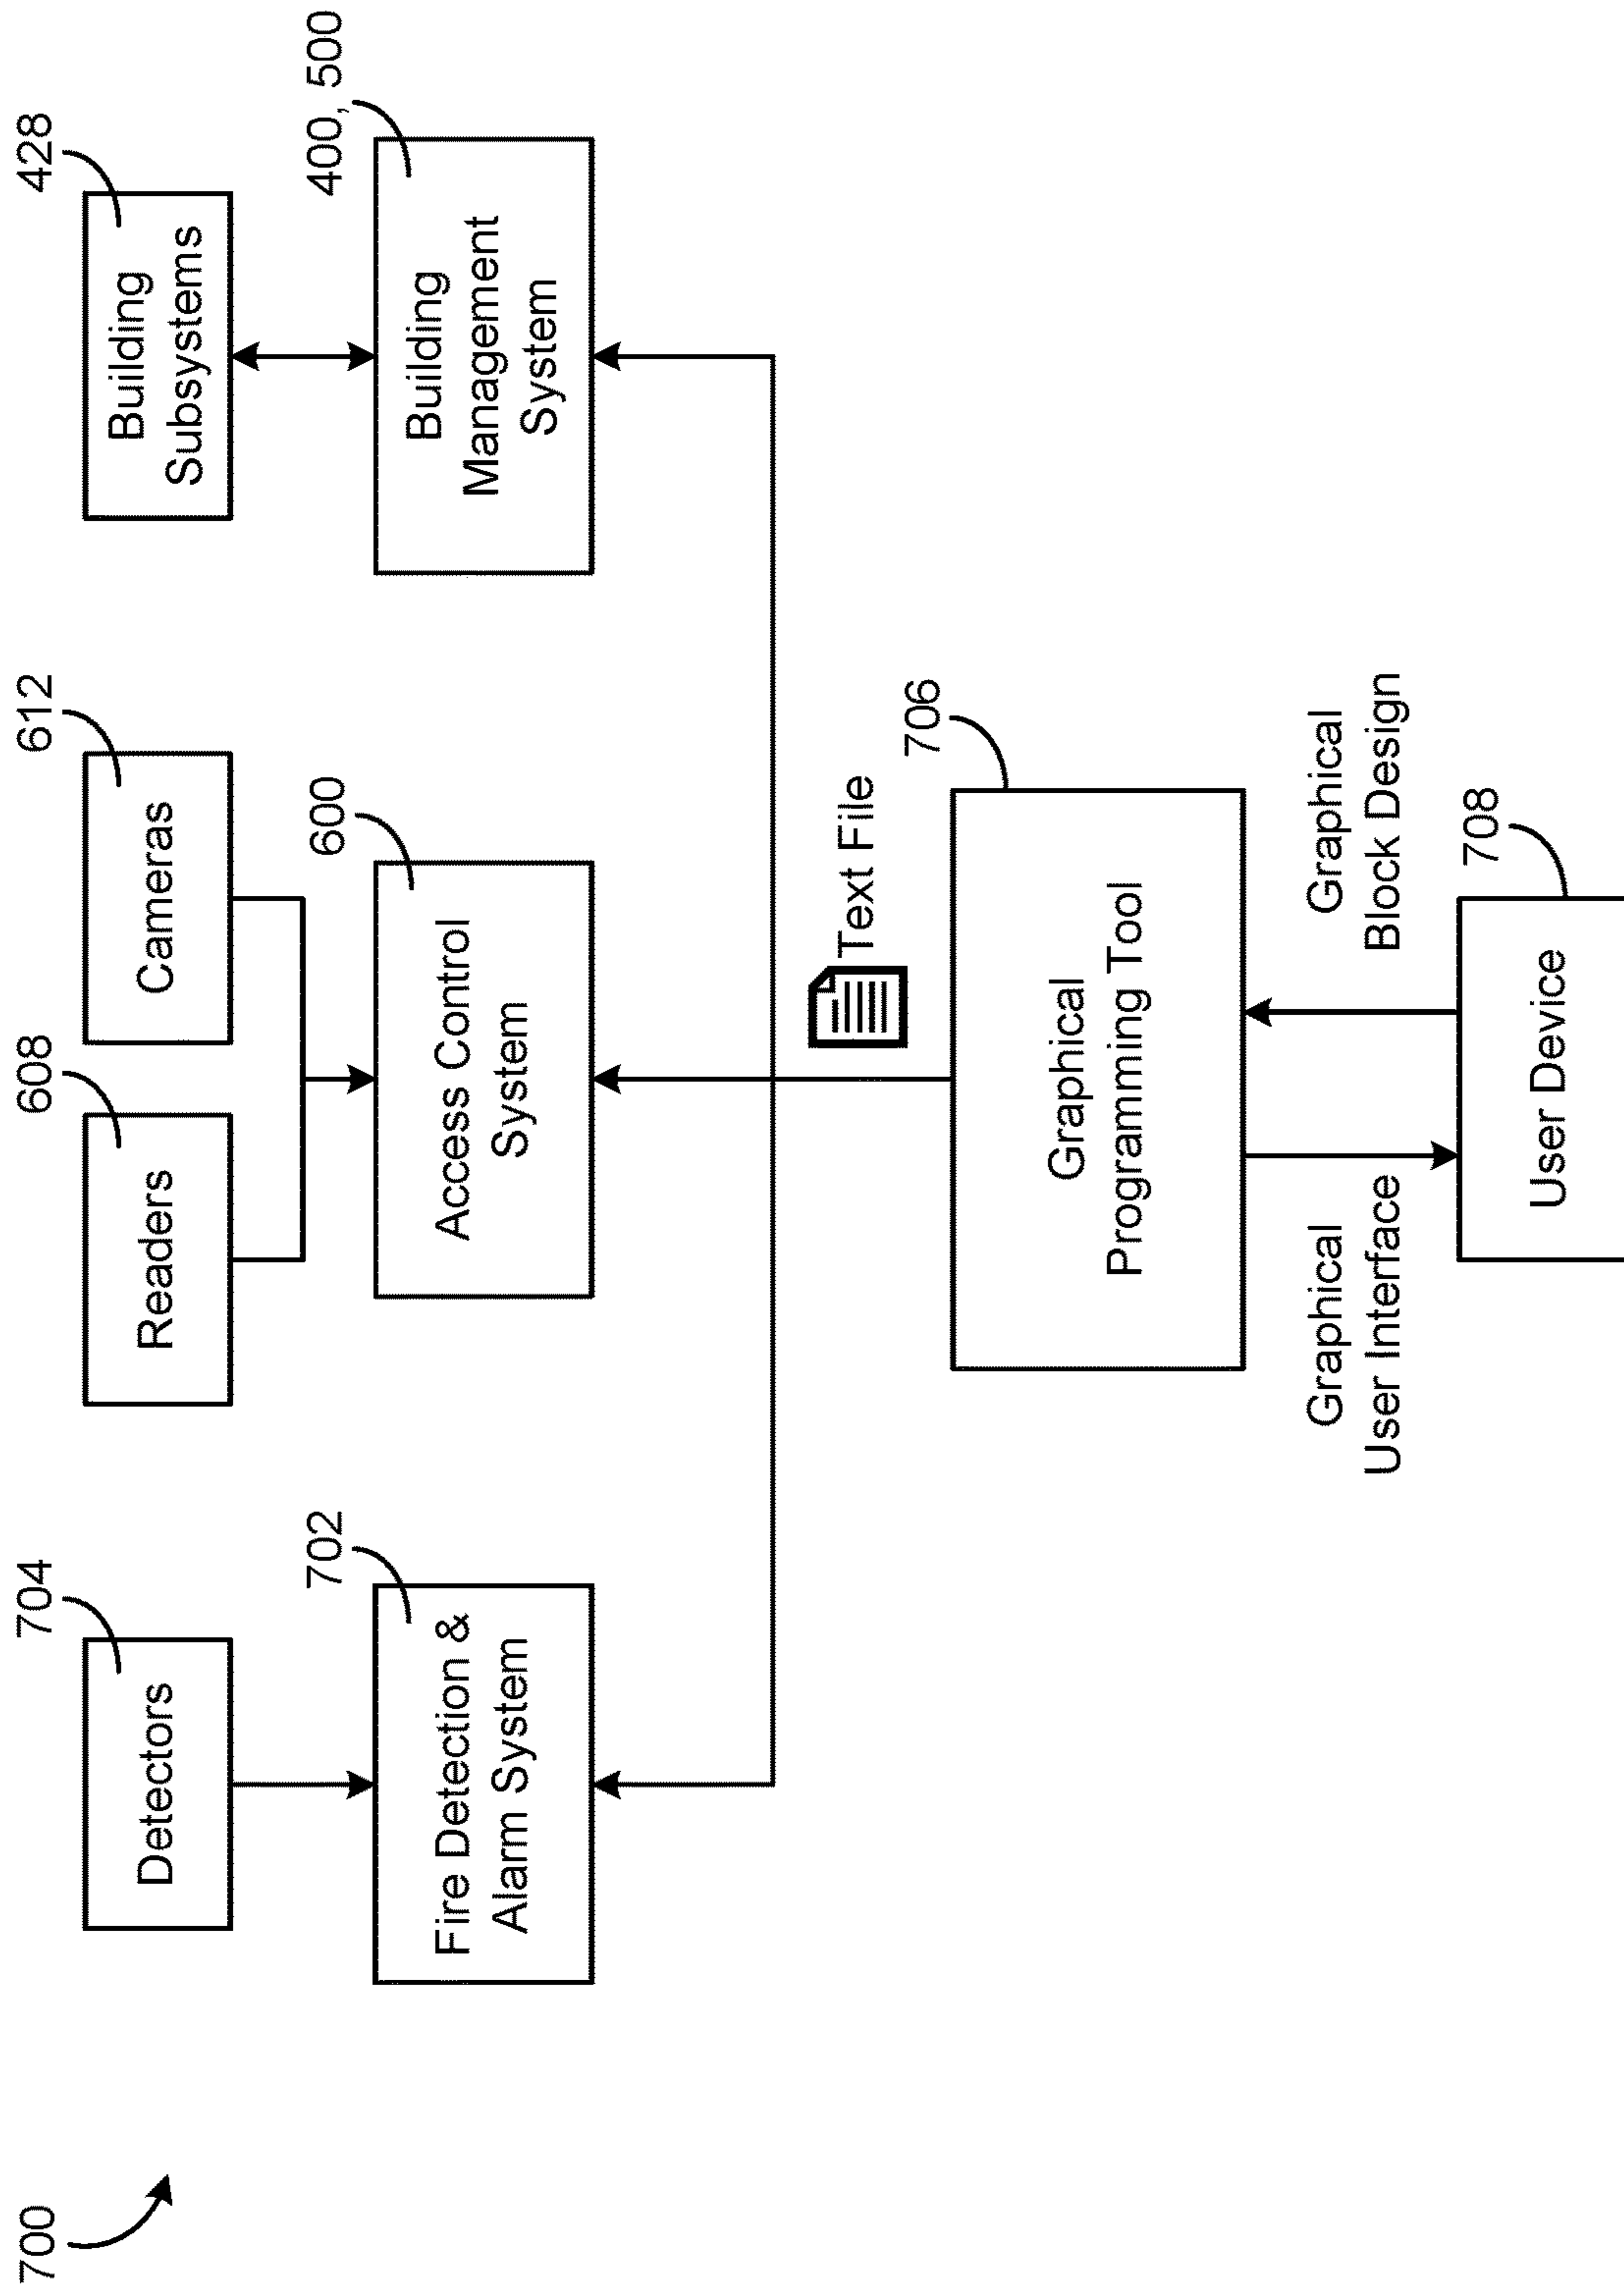 700
704
608
612
428
Detectors
Readers
Cameras
Building
Subsystems
702
600
400, 500
Fire Detection &
Alarm System
Access Control
System
Building
Management
System
Text File
706
Graphical
Programming Tool
Graphical
User Interface
Graphical
Block Design
708
User Device